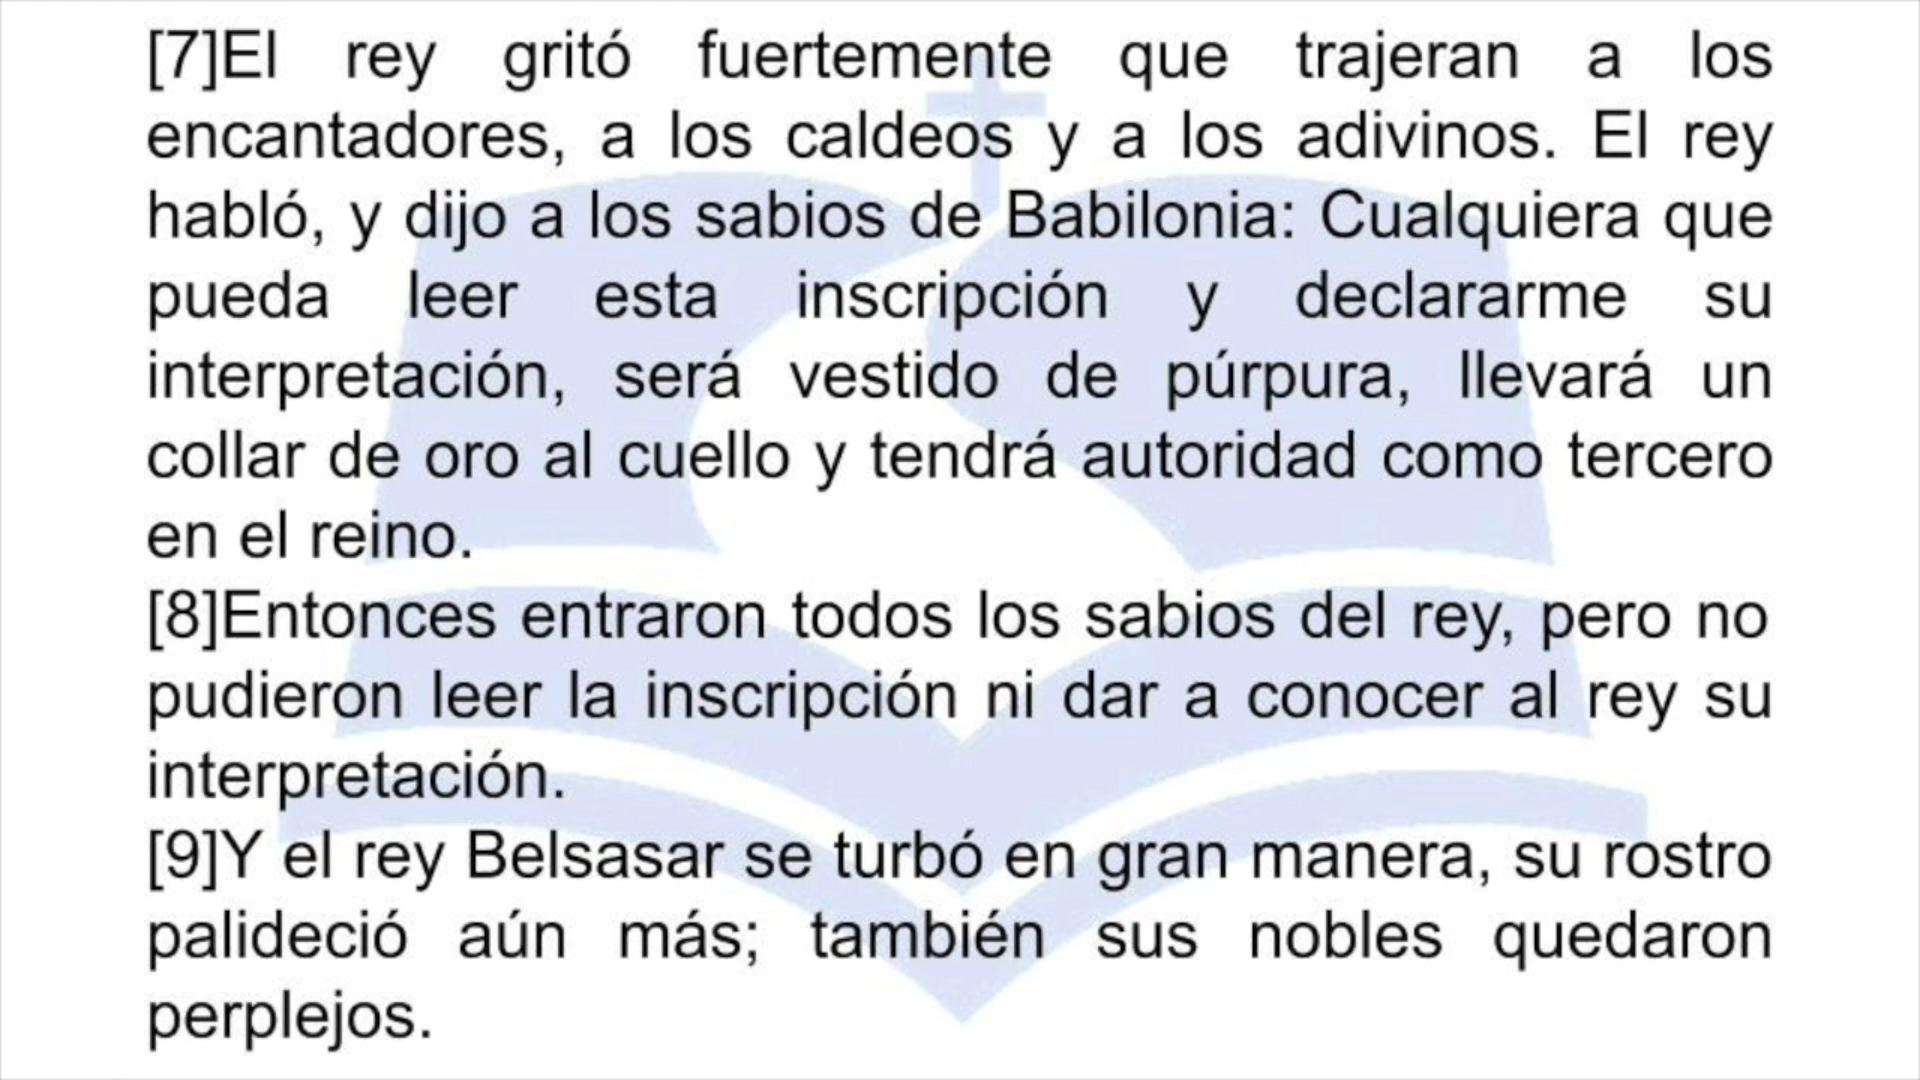 [7]El rey gritó fuertemente que trajeran a los
encantadores, a los caldeos y a los adivinos. El rey
habló, y dijo a los sabios de Babilonia: Cualquiera que
pueda leer esta inscripción y declararme su
interpretación, será vestido de púrpura, llevará un
collar de oro al cuello y tendrá autoridad como tercero
en el reino.
[8]Entonces entraron todos los sabios del rey, pero no
pudieron leer la inscripción ni dar a conocer al rey su
interpretación.
[9]Y el rey Belsasar se turbó en gran manera, su rostro
palideció aún más; también sus nobles quedaron
perplejos.